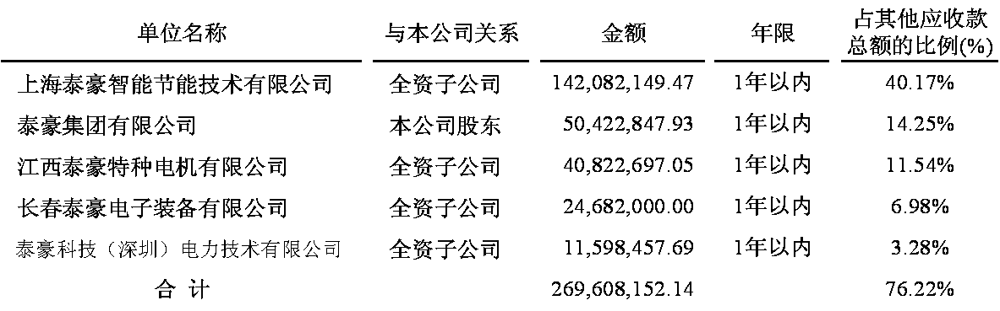 单位名称 与本公司关系 金额 年限 占其他应收款
总额的比例(%)
上海泰豪智能节能技术有限公司 全资子公司 142,082,149.47 1年以内 40.17%
泰豪集团有限公司 本公司股东 50,422,847.93 1年以内 14.25%
江西泰豪特种电机有限公司 全资子公司 40,822,697.05 1年以内 11.54%
长春泰豪电子装备有限公司 全资子公司 24,682,000.00 1年以内 6.98%
泰豪科技（深圳）电力技术有限公司 全资子公司 11,598,457.69 1年以内 3.28%
合 计 269,608,152.14 76.22%